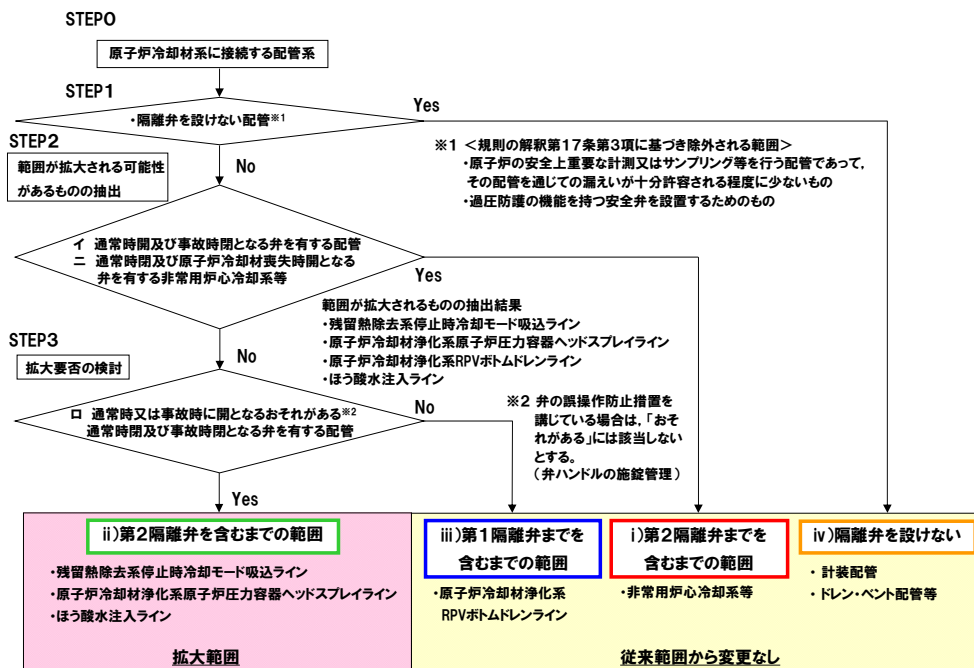 STEP0
原子炉冷却材系に接続する配管系
STEP1
・隔離弁を設けない配管※1
Yes
STEP2
範囲が拡大される可能性
があるものの抽出
No
※1 <規則の解釈第17条第3項に基づき除外される範囲>
・原子炉の安全上重要な計測又はサンプリング等を行う配管であって,
その配管を通じての漏えいが十分許容される程度に少ないもの
・過圧防護の機能を持つ安全弁を設置するためのもの
イ 通常時開及び事故時閉となる弁を有する配管
ニ 通常時閉及び原子炉冷却材喪失時開となる
弁を有する非常用炉心冷却系等
Yes
範囲が拡大されるものの抽出結果
・残留熱除去系停止時冷却モード吸込ライン
・原子炉冷却材浄化系原子炉圧力容器ヘッドスプレイライン
・原子炉冷却材浄化系RPVボトムドレンライン
・ほう酸水注入ライン
STEP3
No
拡大要否の検討
ロ 通常時又は事故時に開となるおそれがある※2
通常時閉及び事故時閉となる弁を有する配管
No
※2 弁の誤操作防止措置を
講じている場合は,「おそ
れがある」には該当しない
とする。
(弁ハンドルの施錠管理)
Yes
ii)第2隔離弁を含むまでの範囲
・残留熱除去系停止時冷却モード吸込ライン
・原子炉冷却材浄化系原子炉圧力容器ヘッドスプレイライン
・ほう酸水注入ライン
拡大範囲
iii)第1隔離弁までを
含むまでの範囲
・原子炉冷却材浄化系
RPVボトムドレンライン
i)第2隔離弁までを
含むまでの範囲
・非常用炉心冷却系等
iv)隔離弁を設けない
・計装配管
・ドレン・ベント配管等
従来範囲から変更なし